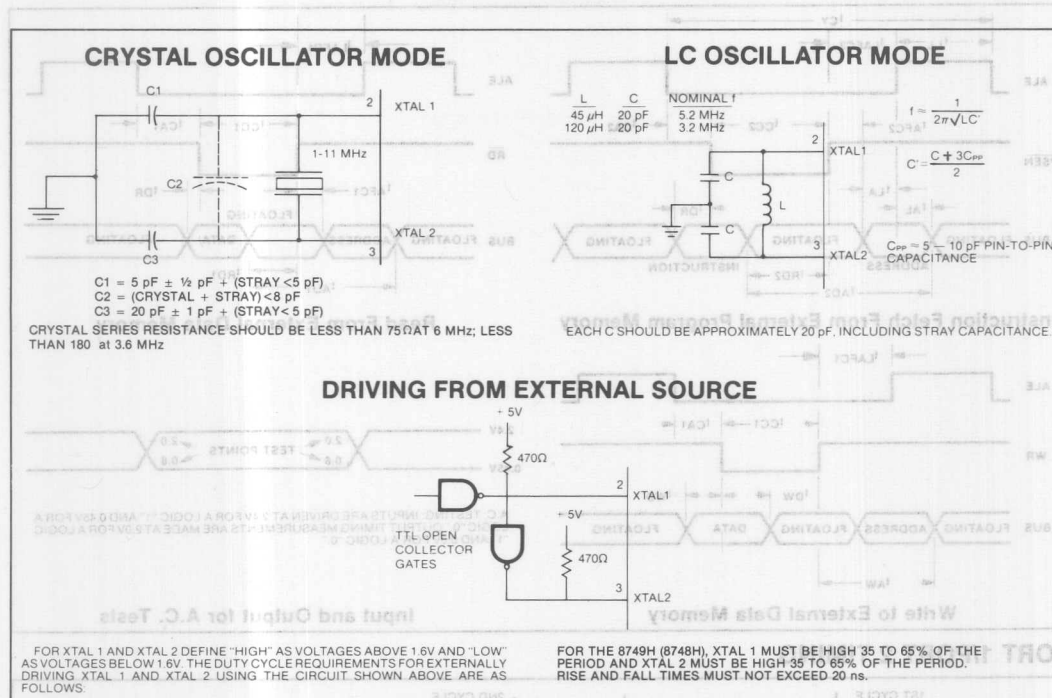 CRYSTAL OSCILLATOR MODE
C1
2
XTAL 1
1-11 MHz
C2
XTAL 2
3
C3
C1 = 5 pF ± ½ pF + (STRAY <5 pF)
C2 = (CRYSTAL + STRAY) <8 pF
C3 = 20 pF ± 1 pF + (STRAY <5 pF)
CRYSTAL SERIES RESISTANCE SHOULD BE LESS THAN 75Ω AT 6 MHz; LESS
THAN 180 at 3.6 MHz
LC OSCILLATOR MODE
L C NOMINAL f
45 µH 20 pF 5.2 MHz
120 µH 20 pF 3.2 MHz
f ≈ 1 / 2π√LC'
C' = C + 3Cpp / 2
2
XTAL1
C
L
C
3
XTAL2
Cpp ≈ 5 – 10 pF PIN-TO-PIN
CAPACITANCE
EACH C SHOULD BE APPROXIMATELY 20 pF, INCLUDING STRAY CAPACITANCE.
DRIVING FROM EXTERNAL SOURCE
+ 5V
470Ω
2
XTAL1
+ 5V
TTL OPEN
COLLECTOR
GATES
470Ω
3
XTAL2
FOR XTAL 1 AND XTAL 2 DEFINE "HIGH" AS VOLTAGES ABOVE 1.6V AND "LOW"
AS VOLTAGES BELOW 1.6V. THE DUTY CYCLE REQUIREMENTS FOR EXTERNALLY
DRIVING XTAL 1 AND XTAL 2 USING THE CIRCUIT SHOWN ABOVE ARE AS
FOLLOWS:
FOR THE 8749H (8748H), XTAL 1 MUST BE HIGH 35 TO 65% OF THE
PERIOD AND XTAL 2 MUST BE HIGH 35 TO 65% OF THE PERIOD.
RISE AND FALL TIMES MUST NOT EXCEED 20 ns.